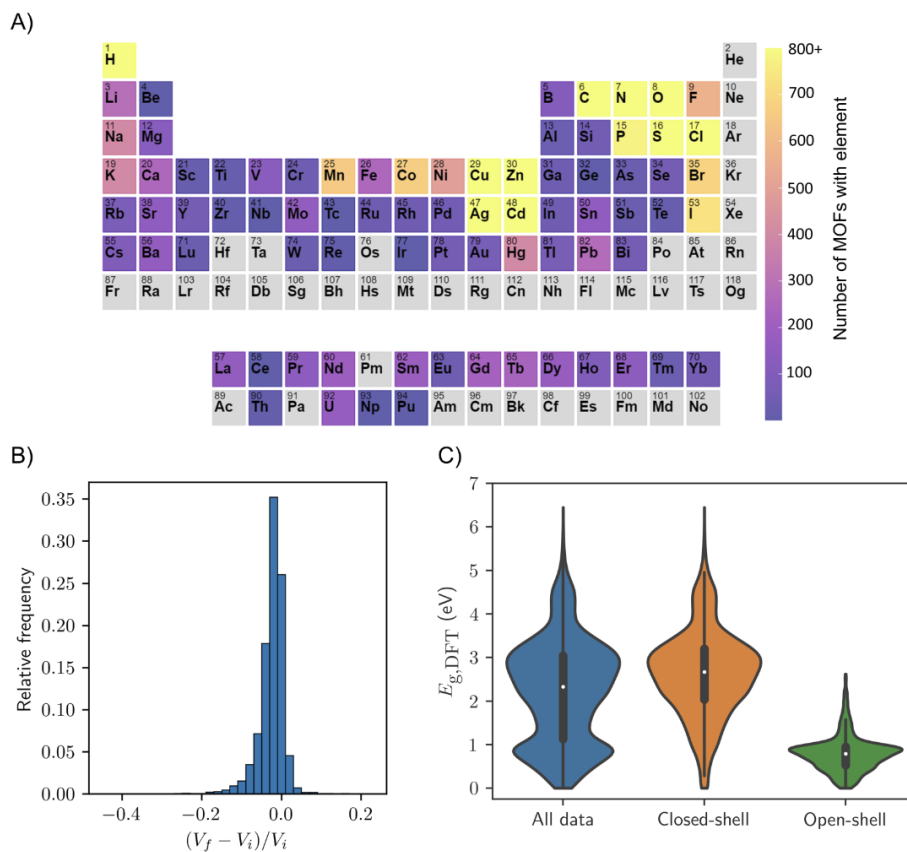 A)
1 2
H He
3 4 5 6 7 8 9 10
Li Be B C N O F Ne
11 12 13 14 15 16 17 18
Na Mg Al Si P S Cl Ar
19 20 21 22 23 24 25 26 27 28 29 30 31 32 33 34 35 36
K Ca Sc Ti V Cr Mn Fe Co Ni Cu Zn Ga Ge As Se Br Kr
37 38 39 40 41 42 43 44 45 46 47 48 49 50 51 52 53 54
Rb Sr Y Zr Nb Mo Tc Ru Rh Pd Ag Cd In Sn Sb Te I Xe
55 56 71 72 73 74 75 76 77 78 79 80 81 82 83 84 85 86
Cs Ba Lu Hf Ta W Re Os Ir Pt Au Hg Tl Pb Bi Po At Rn
87 88 103 104 105 106 107 108 109 110 111 112 113 114 115 116 117 118
Fr Ra Lr Rf Db Sg Bh Hs Mt Ds Rg Cn Nh Fl Mc Lv Ts Og
57 58 59 60 61 62 63 64 65 66 67 68 69 70
La Ce Pr Nd Pm Sm Eu Gd Tb Dy Ho Er Tm Yb
89 90 91 92 93 94 95 96 97 98 99 100 101 102
Ac Th Pa U Np Pu Am Cm Bk Cf Es Fm Md No
800+
700
600
500
400
300
200
100
Number of MOFs with element
B)
Relative frequency
0.35
0.30
0.25
0.20
0.15
0.10
0.05
0.00
−0.4 −0.2 0.0 0.2
(V_f − V_i)/V_i
C)
E_g,DFT (eV)
7
6
5
4
3
2
1
0
All data Closed-shell Open-shell